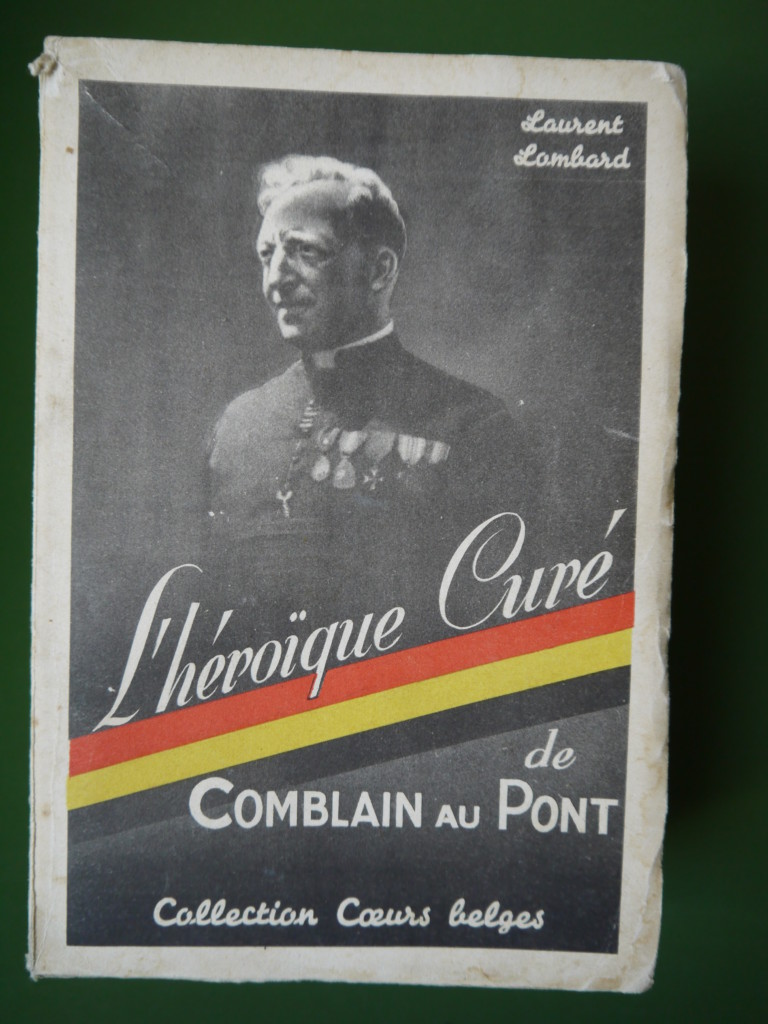 Laurent
Lombard
L'héroïque Curé
de
COMBLAIN AU PONT
Collection Cœurs belges